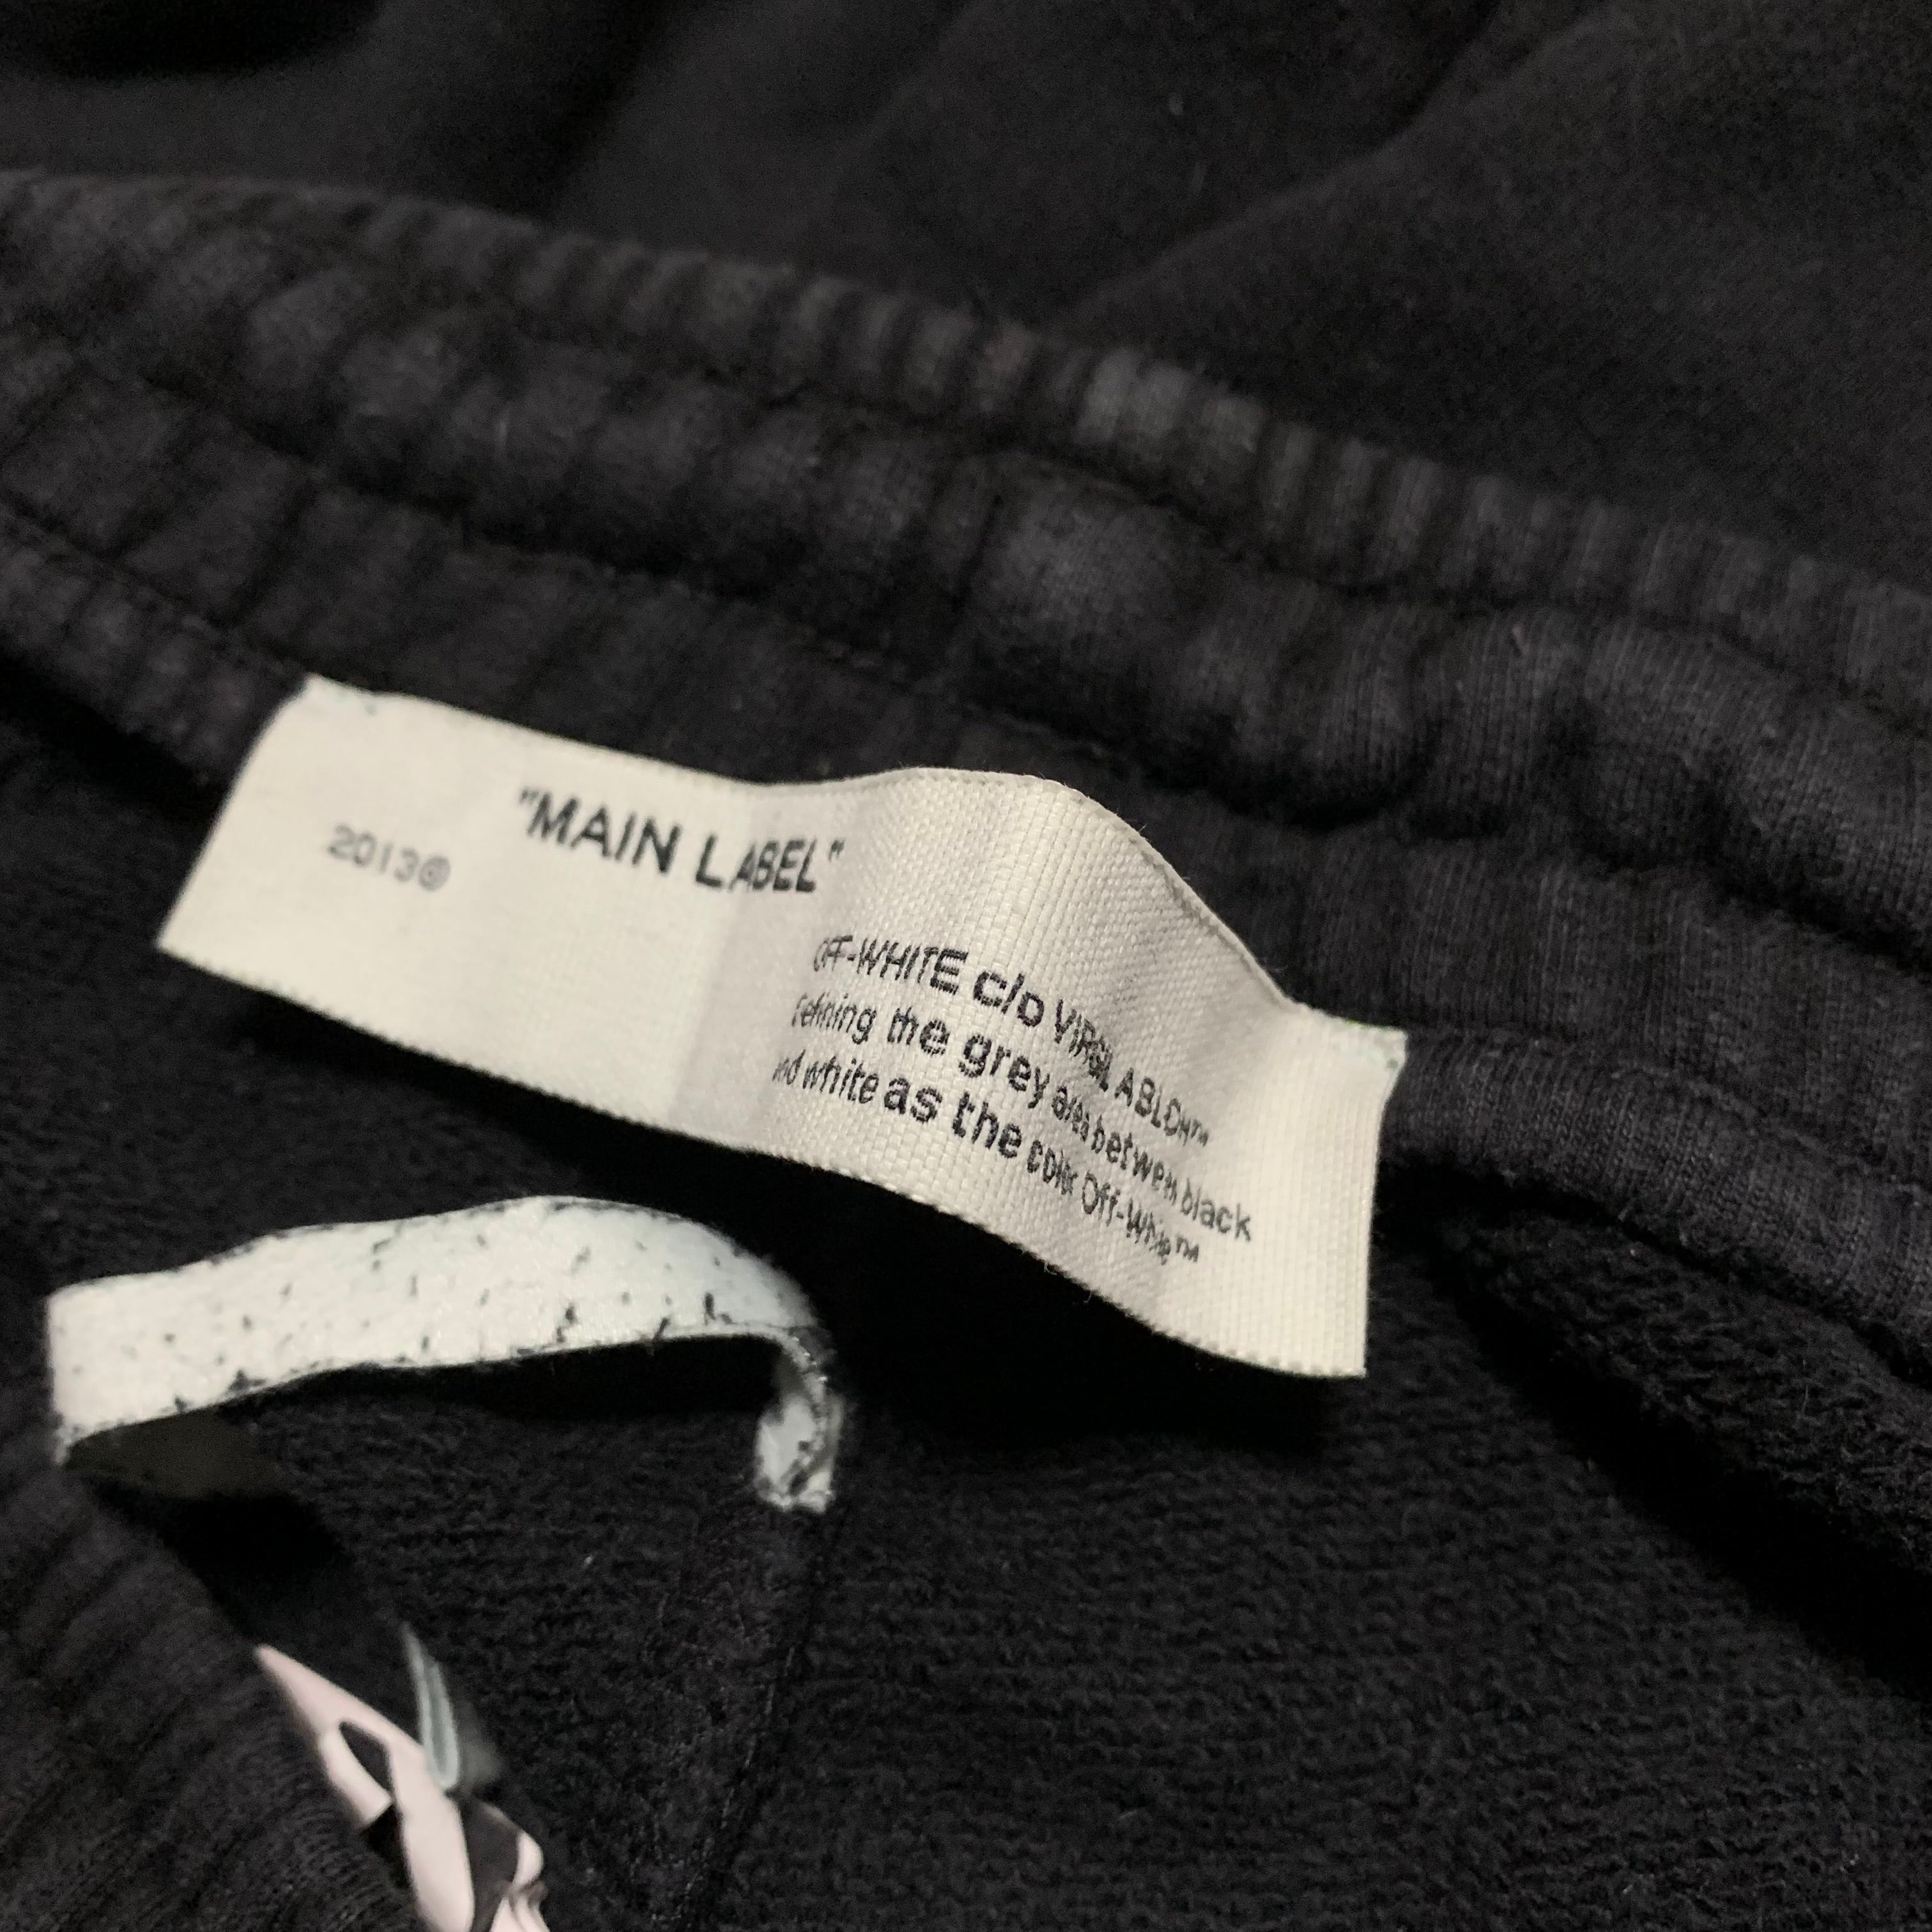 "MAIN LABEL"
2013©
OFF-WHITE c/o VIRGIL ABLOH™
defining the grey area between black
and white as the color Off-White™